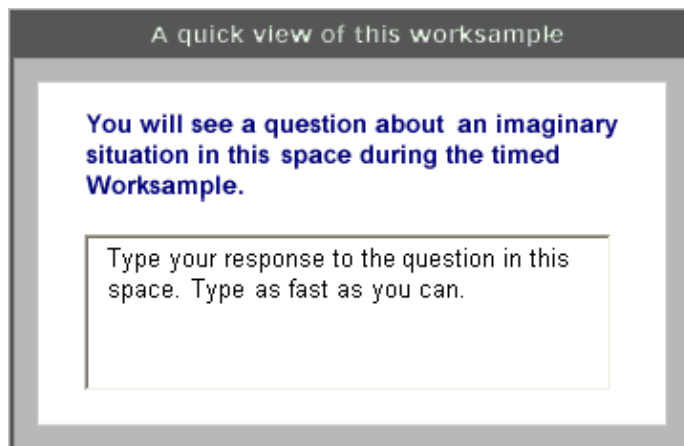 A quick view of this worksample
You will see a question about an imaginary
situation in this space during the timed
Worksample.
Type your response to the question in this
space. Type as fast as you can.